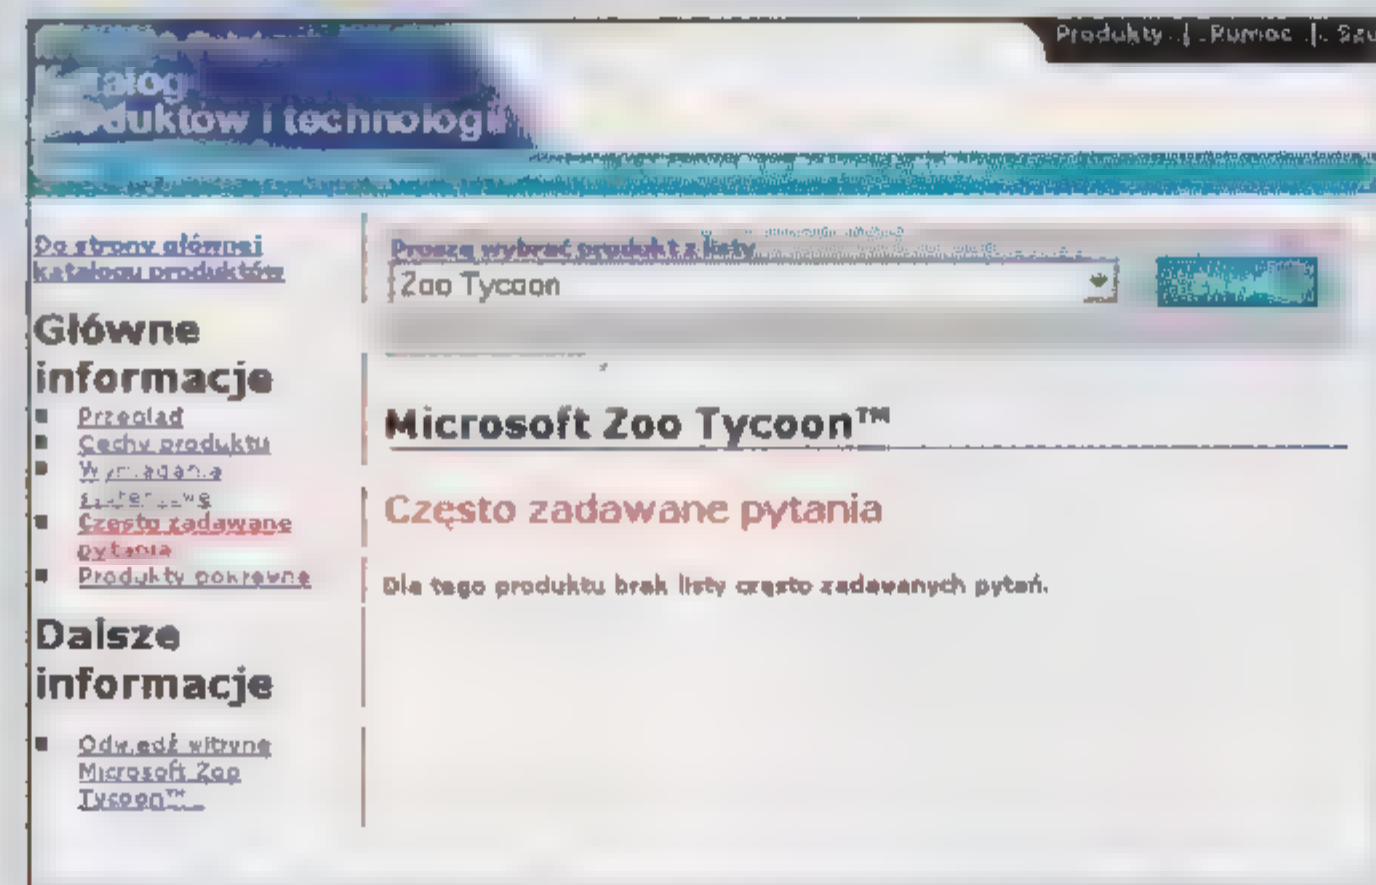 Produkty | Pomoc |
Katalog
produktów i technologii
Do strony głównej
katalogu produktów
Główne
informacje
Przegląd
Cechy produktu
Wymagania
systemowe
Często zadawane
pytania
Produkty pokrewne
Dalsze
informacje
Odwiedź witrynę
Microsoft Zoo
Tycoon™
Proszę wybrać produkt z listy
Zoo Tycoon
Microsoft Zoo Tycoon™
Często zadawane pytania
Dla tego produktu brak listy często zadawanych pytań.